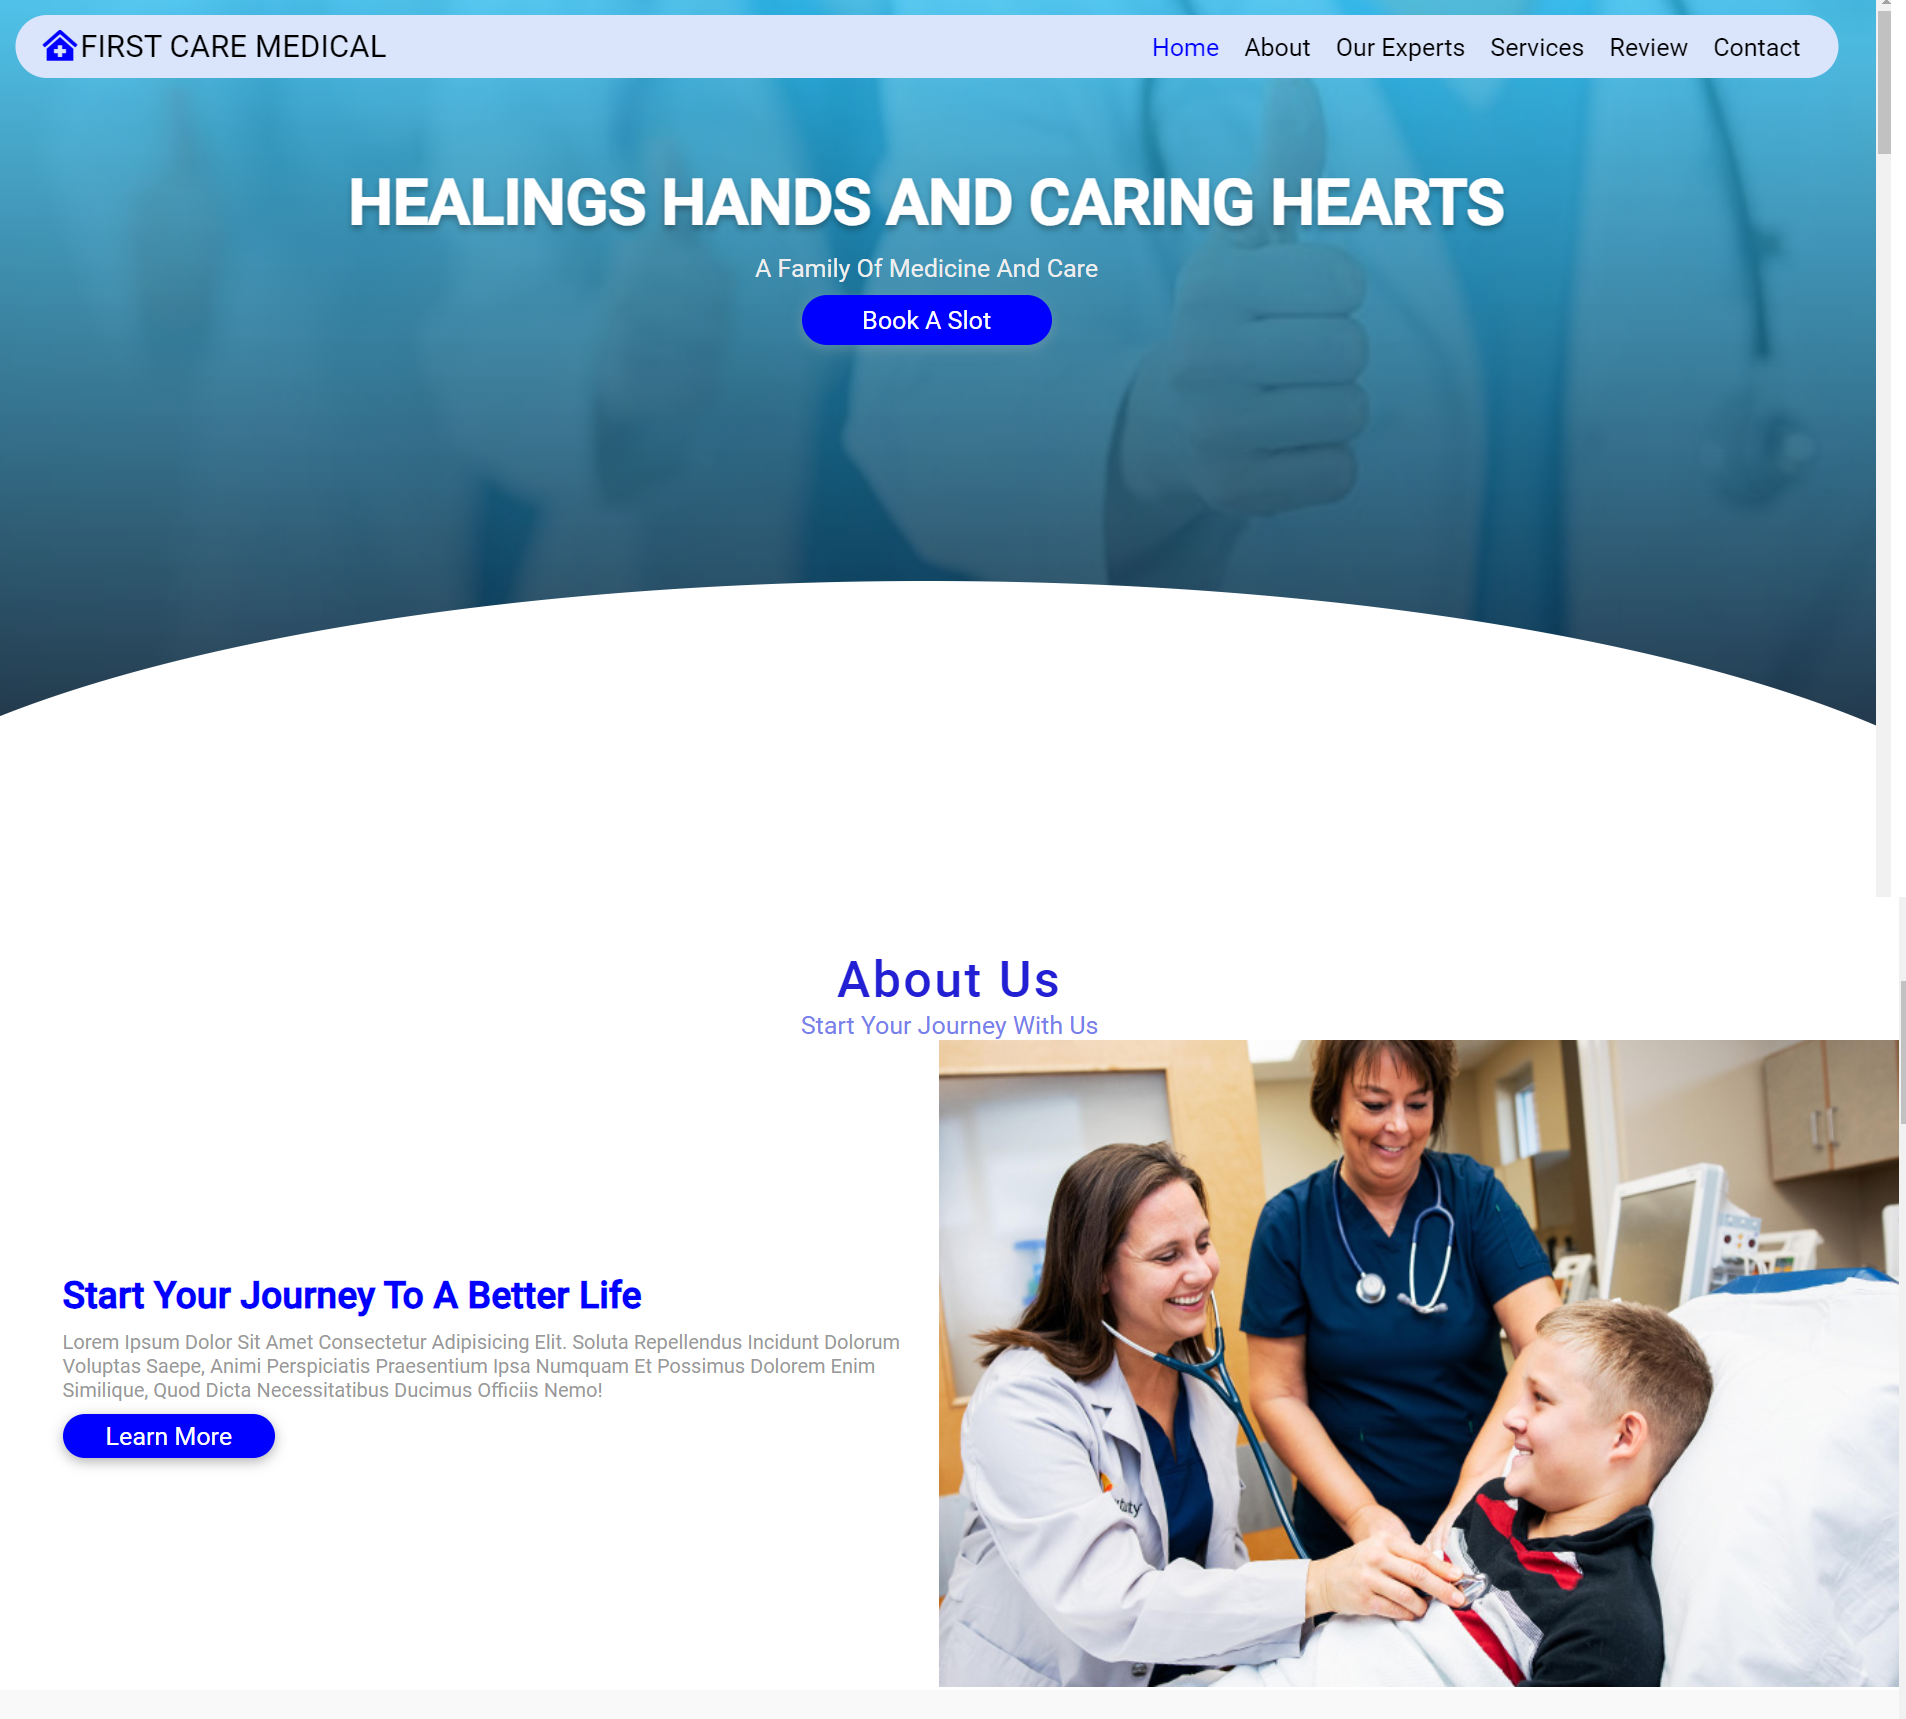 FIRST CARE MEDICAL
Home About Our Experts Services Review Contact
HEALINGS HANDS AND CARING HEARTS
A Family Of Medicine And Care
Book A Slot
About Us
Start Your Journey With Us
Start Your Journey To A Better Life
Lorem Ipsum Dolor Sit Amet Consectetur Adipisicing Elit. Soluta Repellendus Incidunt Dolorum
Voluptas Saepe, Animi Perspiciatis Praesentium Ipsa Numquam Et Possimus Dolorem Enim
Similique, Quod Dicta Necessitatibus Ducimus Officiis Nemo!
Learn More